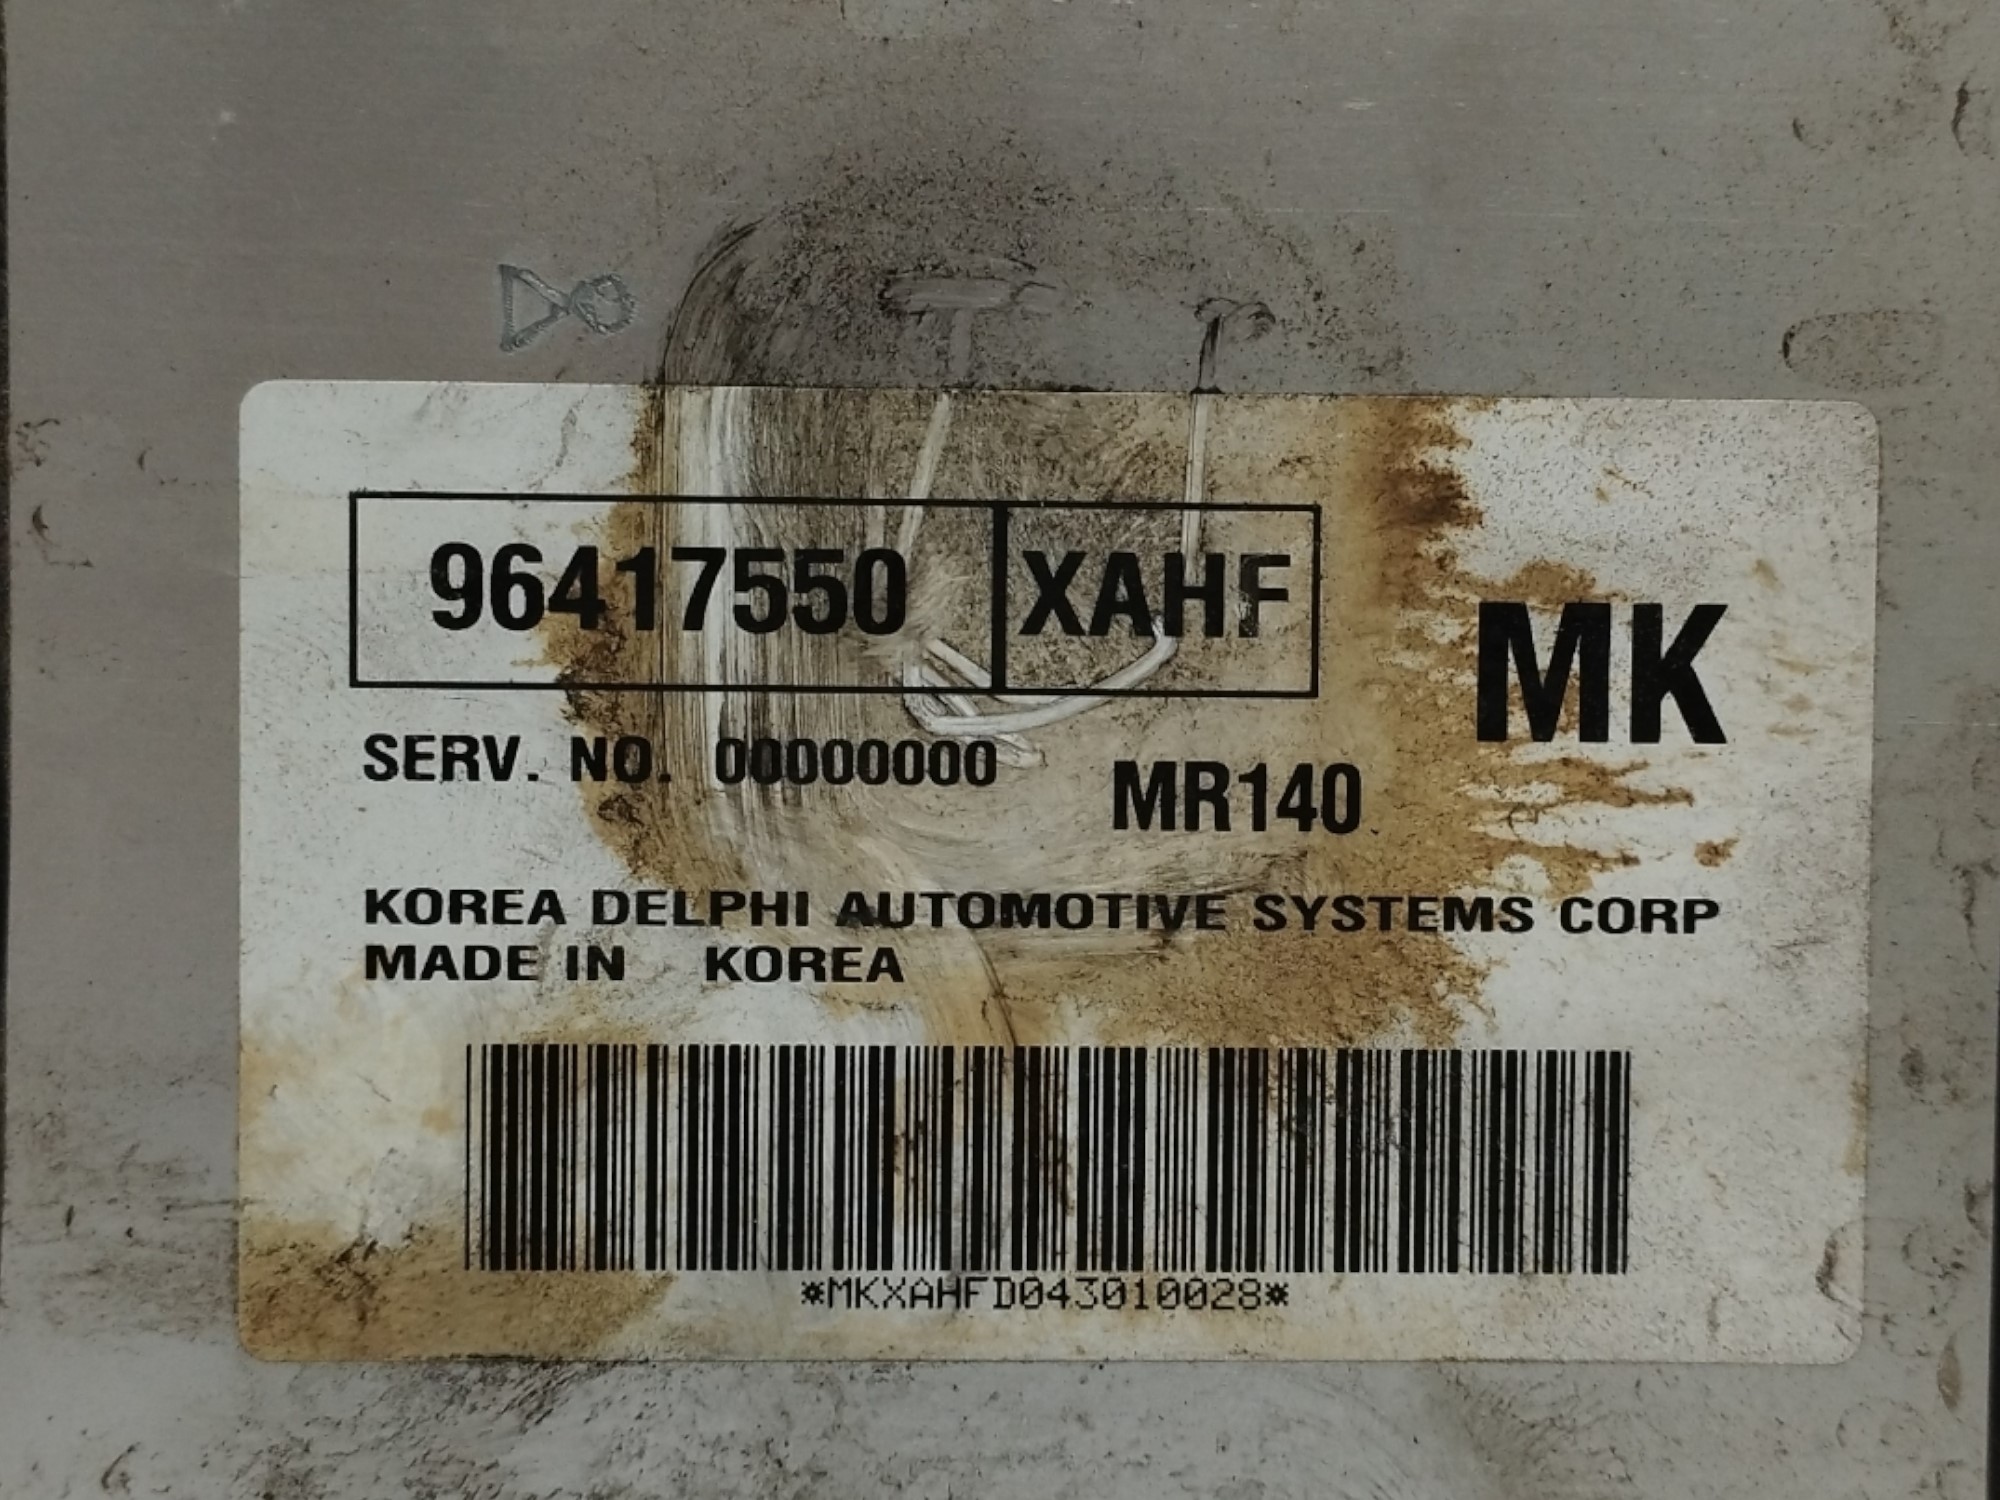 96417550 XAHF
MK
SERV. NO. 00000000
MR140
KOREA DELPHI AUTOMOTIVE SYSTEMS CORP
MADE IN KOREA
*MKXAHFD043010028*